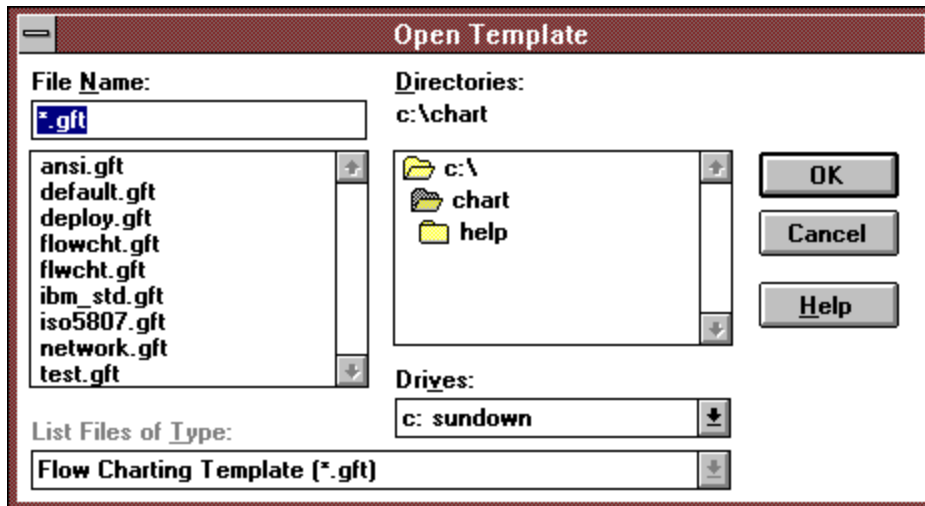 Open Template
File Name:
*.gft
ansi.gft
default.gft
deploy.gft
flowcht.gft
flwcht.gft
ibm_std.gft
iso5807.gft
network.gft
test.gft
List Files of Type:
Flow Charting Template (*.gft)
Directories:
c:\chart
c:\
chart
help
Drives:
c: sundown
OK
Cancel
Help